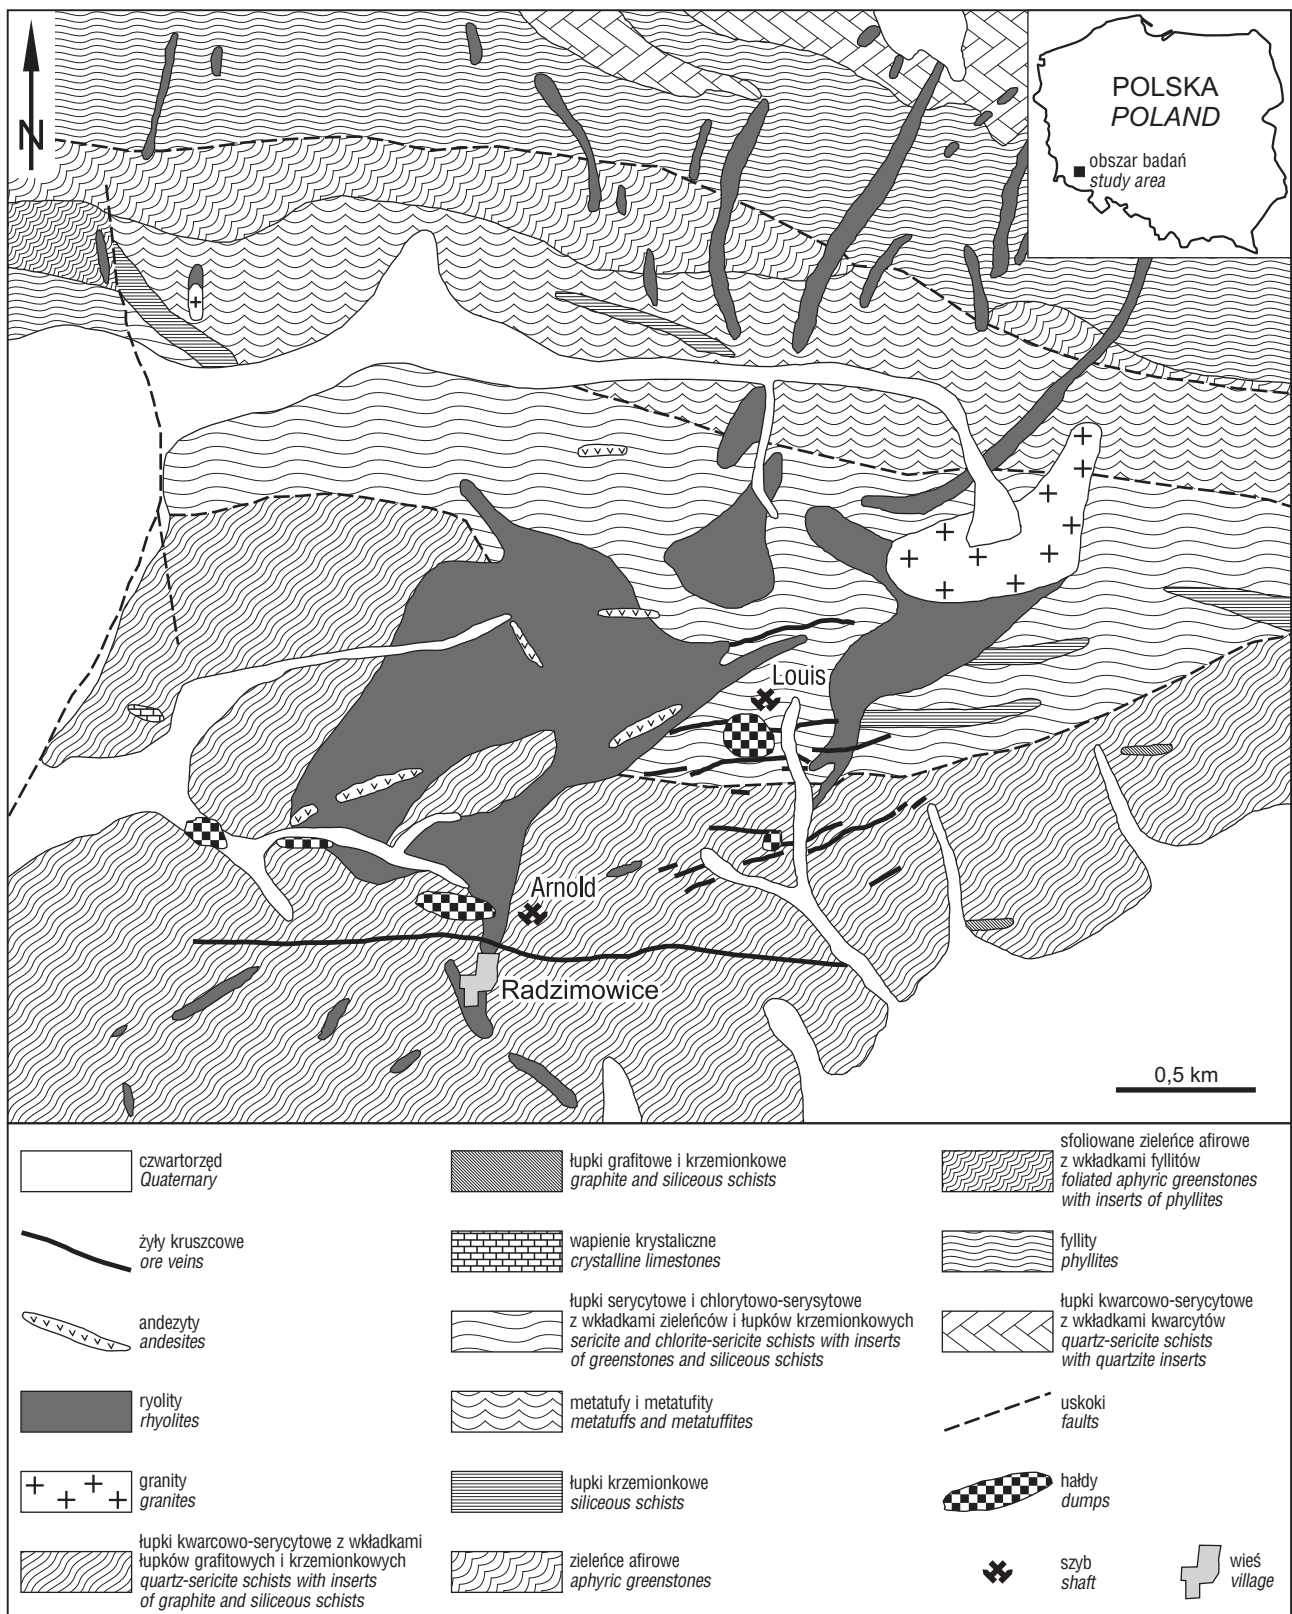 N
POLSKA
POLAND
obszar badań
study area
Louis
Arnold
Radzimowice
0,5 km
czwartorzęd
Quaternary
żyły kruszcowe
ore veins
andezyty
andesites
ryolity
rhyolites
granity
granites
łupki kwarcowo-serycytowe z wkładkami
łupków grafitowych i krzemionkowych
quartz-sericite schists with inserts
of graphite and siliceous schists
łupki grafitowe i krzemionkowe
graphite and siliceous schists
wapienie krystaliczne
crystalline limestones
łupki serycytowe i chlorytowo-serysytowe
z wkładkami zieleńców i łupków krzemionkowych
sericite and chlorite-sericite schists with inserts
of greenstones and siliceous schists
metatufy i metatufity
metatuffs and metatuffites
łupki krzemionkowe
siliceous schists
zieleńce afirowe
aphyric greenstones
sfoliowane zieleńce afirowe
z wkładkami fyllitów
foliated aphyric greenstones
with inserts of phyllites
fyllity
phyllites
łupki kwarcowo-serycytowe
z wkładkami kwarcytów
quartz-sericite schists
with quartzite inserts
uskoki
faults
hałdy
dumps
szyb
shaft
wieś
village